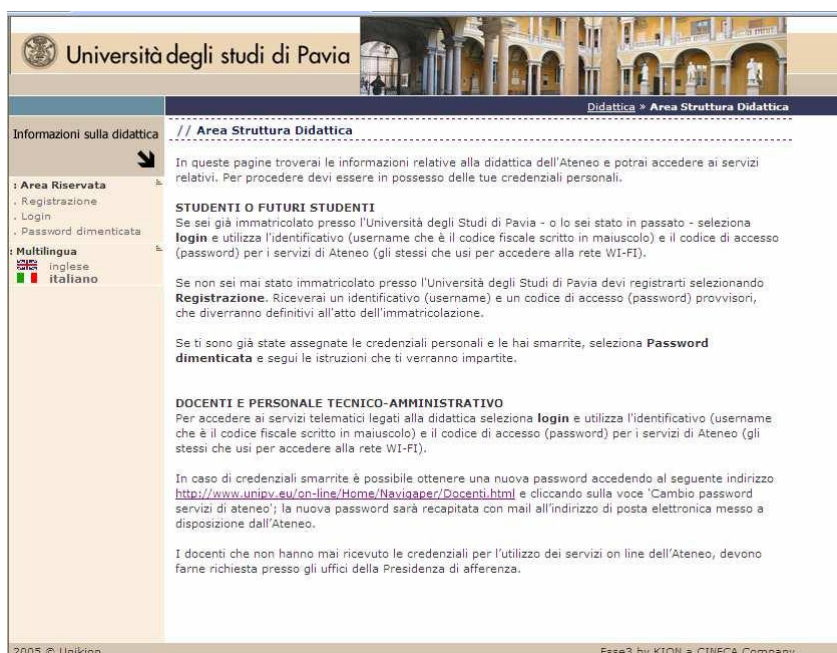 Università degli studi di Pavia
Didattica » Area Struttura Didattica
Informazioni sulla didattica
: Area Riservata
. Registrazione
. Login
. Password dimenticata
: Multilingua
inglese
italiano
// Area Struttura Didattica
In queste pagine troverai le informazioni relative alla didattica dell'Ateneo e potrai accedere ai servizi
relativi. Per procedere devi essere in possesso delle tue credenziali personali.
STUDENTI O FUTURI STUDENTI
Se sei già immatricolato presso l'Università degli Studi di Pavia - o lo sei stato in passato - seleziona
login e utilizza l'identificativo (username che è il codice fiscale scritto in maiuscolo) e il codice di accesso
(password) per i servizi di Ateneo (gli stessi che usi per accedere alla rete WI-FI).
Se non sei mai stato immatricolato presso l'Università degli Studi di Pavia devi registrarti selezionando
Registrazione. Riceverai un identificativo (username) e un codice di accesso (password) provvisori,
che diverranno definitivi all'atto dell'immatricolazione.
Se ti sono già state assegnate le credenziali personali e le hai smarrite, seleziona Password
dimenticata e segui le istruzioni che ti verranno impartite.
DOCENTI E PERSONALE TECNICO-AMMINISTRATIVO
Per accedere ai servizi telematici legati alla didattica seleziona login e utilizza l'identificativo (username
che è il codice fiscale scritto in maiuscolo) e il codice di accesso (password) per i servizi di Ateneo (gli
stessi che usi per accedere alla rete WI-FI).
In caso di credenziali smarrite è possibile ottenere una nuova password accedendo al seguente indirizzo
http://www.unipv.eu/on-line/Home/Navigaper/Docenti.html e cliccando sulla voce 'Cambio password
servizi di ateneo'; la nuova password sarà recapitata con mail all'indirizzo di posta elettronica messo a
disposizione dall'Ateneo.
I docenti che non hanno mai ricevuto le credenziali per l'utilizzo dei servizi on line dell'Ateneo, devono
farne richiesta presso gli uffici della Presidenza di afferenza.
2005 © Unikion
Esse3 by KION a CINECA Company